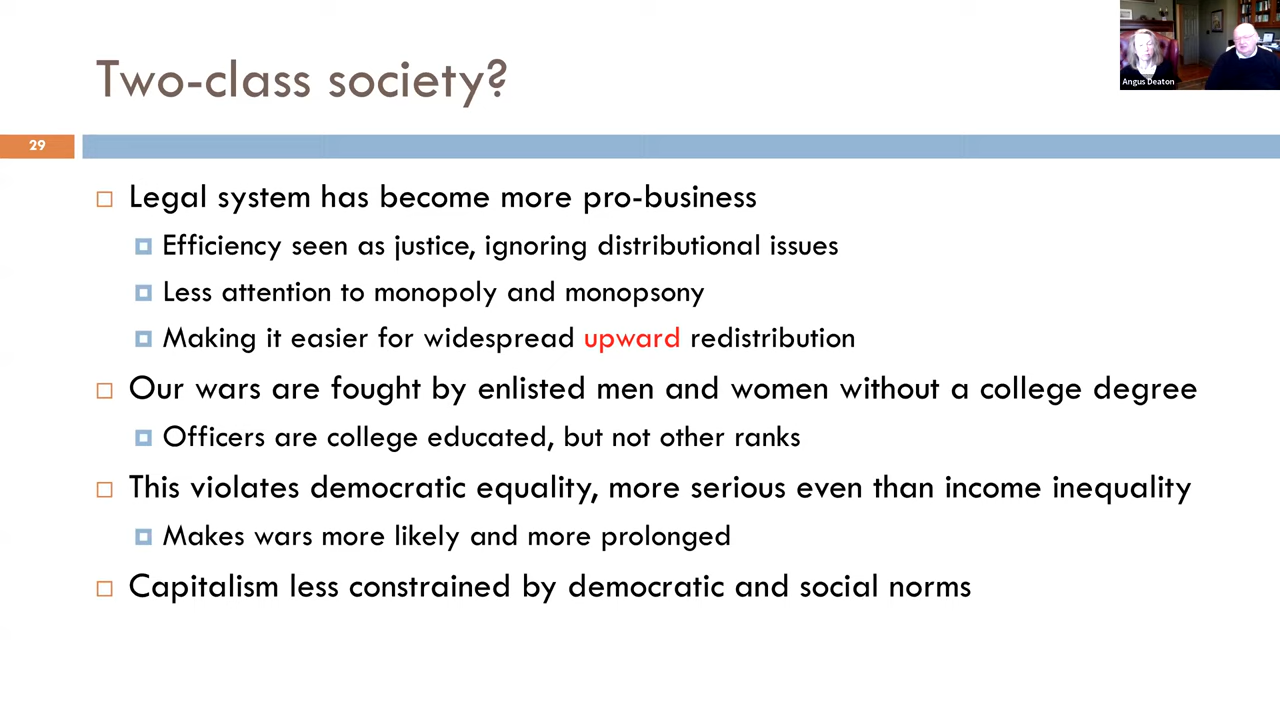 Two-class society?
Angus Deaton
29
Legal system has become more pro-business
Efficiency seen as justice, ignoring distributional issues
Less attention to monopoly and monopsony
Making it easier for widespread upward redistribution
Our wars are fought by enlisted men and women without a college degree
Officers are college educated, but not other ranks
This violates democratic equality, more serious even than income inequality
Makes wars more likely and more prolonged
Capitalism less constrained by democratic and social norms